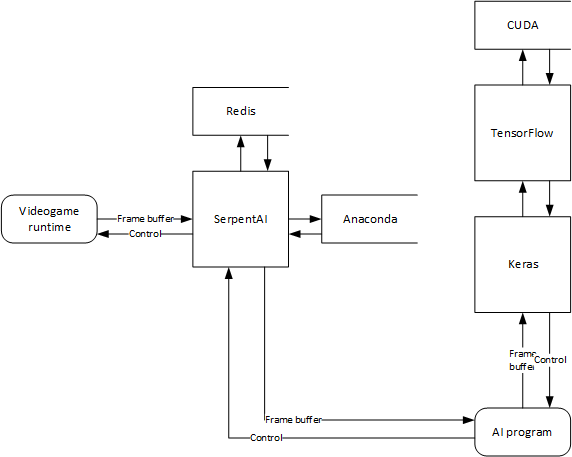 CUDA
Redis
TensorFlow
Videogame
runtime
Frame buffer
Control
SerpentAI
Anaconda
Keras
Frame
buffer
Control
Frame buffer
Control
AI program